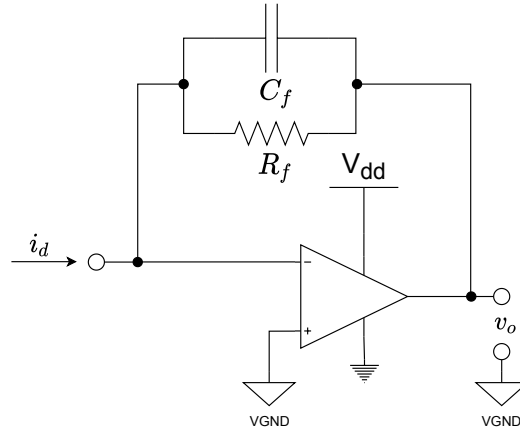 C_f
R_f
V_dd
i_d
−
+
v_o
VGND
VGND